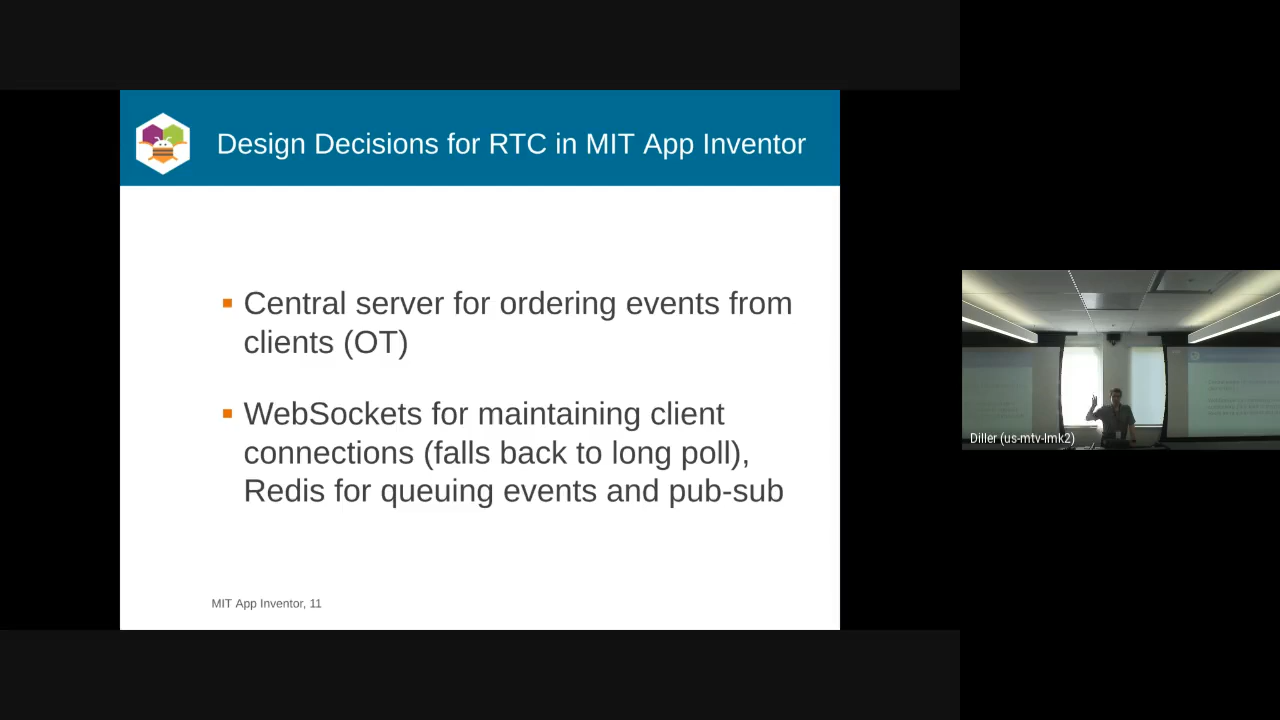 Design Decisions for RTC in MIT App Inventor
▪ Central server for ordering events from
clients (OT)
▪ WebSockets for maintaining client
connections (falls back to long poll),
Redis for queuing events and pub-sub
MIT App Inventor, 11
Diller (us-mtv-lmk2)